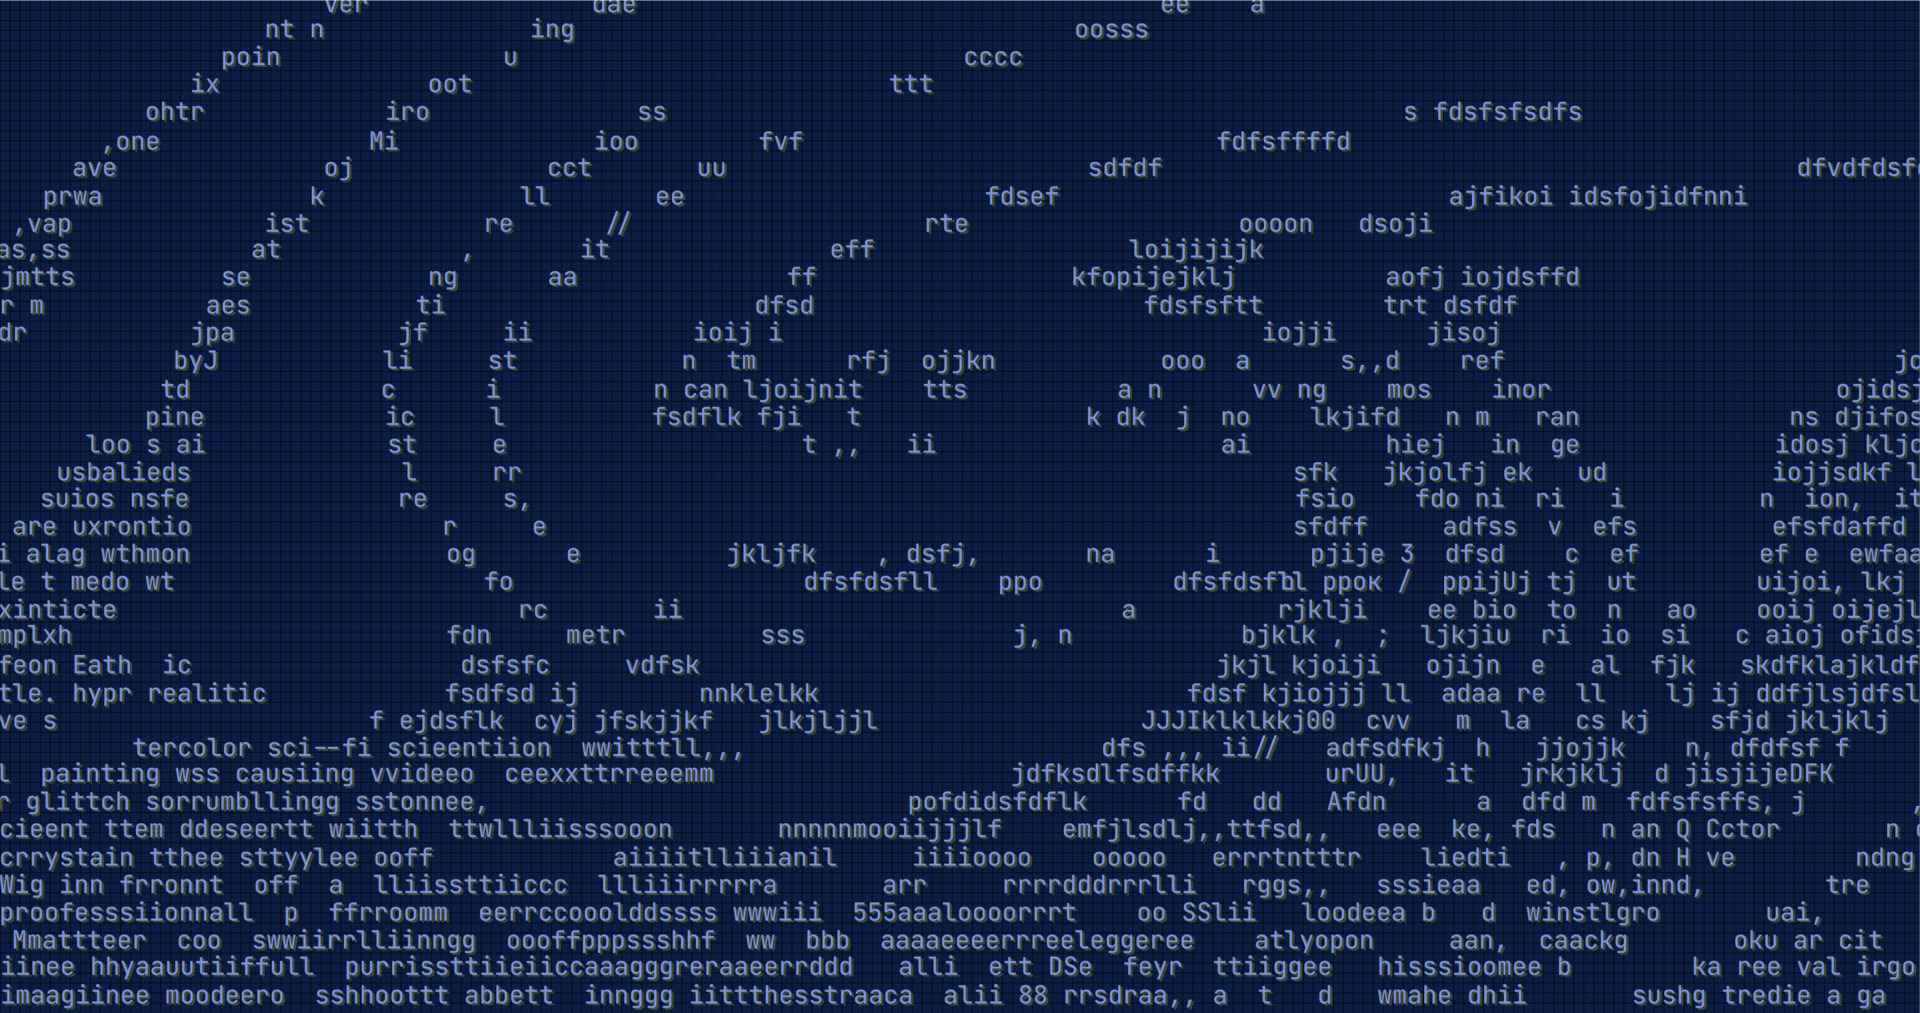 ver dae ee a
nt n ing oosss
poin u cccc
ix oot ttt
ohtr iro ss s fdsfsfsdfs
,one Mi ioo fvf fdfsffffd
ave oj cct uu sdfdf
prwa k ll ee fdsef ajfikoi idsfojidfnni
,vap ist re // rte oooon dsoji
as,ss at , it eff loijijijk
jmtts se ng aa ff kfopijejklj aofj iojdsffd
r m aes ti dfsd fdsfsftt trt dsfdf
dr jpa jf ii ioij i iojji jisoj
byJ li st n tm rfj ojjkn ooo a s,,d ref
td c i n can ljoijnit tts a n vv ng mos inor ojidsj
pine ic l fsdflk fji t k dk j no lkjifd n m ran ns djifos
loo s ai st e t ,, ii ai hiej in ge idosj kljc
usbalieds l rr sfk jkjolfj ek ud iojjsdkf l
suios nsfe re s, fsio fdo ni ri i n ion, it
are uxrontio r e sfdff adfss v efs efsfdaffd
i alag wthmon og e jkljfk , dsfj, na i pjije 3 dfsd c ef ef e ewfaa
le t medo wt fo dfsfdsfll ppo ррок / ppijUj tj ut uijoi, lkj
xinticte rc ii a rjklji ee bio to n ao ooij oijejl
mplxh fdn metr sss j, n bjklk , ; ljkjiu ri io si c aioj ofidsj
feon Eath ic dsfsfc vdfsk jkjl kjoiji ojijn e al fjk skdfklajkldf
tle. hypr realitic fsdfsd ij nnklelkk fdsf kjiojjj ll adaa re ll lj ij ddfjlsjdfsl
ve s f ejdsflk cyj jfskjjkf jlkjljjl JJJIklklkkj00 cvv m la cs kj sfjd jkljklj
tercolor sci--fi scieentiion wwitttll,,, dfs ,,, ii// adfsdfkj h jjojjk n, dfdfsf f
l painting wss causiing vvideeo ceexxttrreeemm jdfksdlfsdffkk urUU, it jrkjklj d jisjijeDFK
r glittch sorrumbllingg sstonnee, pofdidsfdflk fd dd Afdn a dfd m fdfsfsffs, j ,
cieent ttem ddeseertt wiitth ttwllliisssooon nnnnnmooiijjjlf emfjlsdlj,,ttfsd,, eee ke, fds n an Q Cctor n
crrystain tthee sttyylee ooff aiiiitlliiianil iiiioooo ooooo errrtntttr liedti , p, dn H ve ndng
Wig inn frronnt off a lliissttiiccc llliiirrrrra arr rrrrdddrrrlli rggs,, sssieaa ed, ow,innd, tre
proofesssiionnall p ffrroomm eerrccooolddssss wwwiii 555aaaloooorrrt oo SSlii loodeea b d winstlgro uai,
Mmattteer coo swwiirrlliinngg oooffpppssshhf ww bbb aaaaeeeerrreeleggeree atlyopon aan, caackg oku ar cit
iinee hhyaauutiiffull purrissttiieiiccaaagggreraaeerrddd alli ett DSe feyr ttiiggee hisssioomee b ka ree val irgo
imaagiinee moodeero sshhoottt abbett innggg iittthesstraaca alii 88 rrsdraa,, a t d wmahe dhii sushg tredie a ga